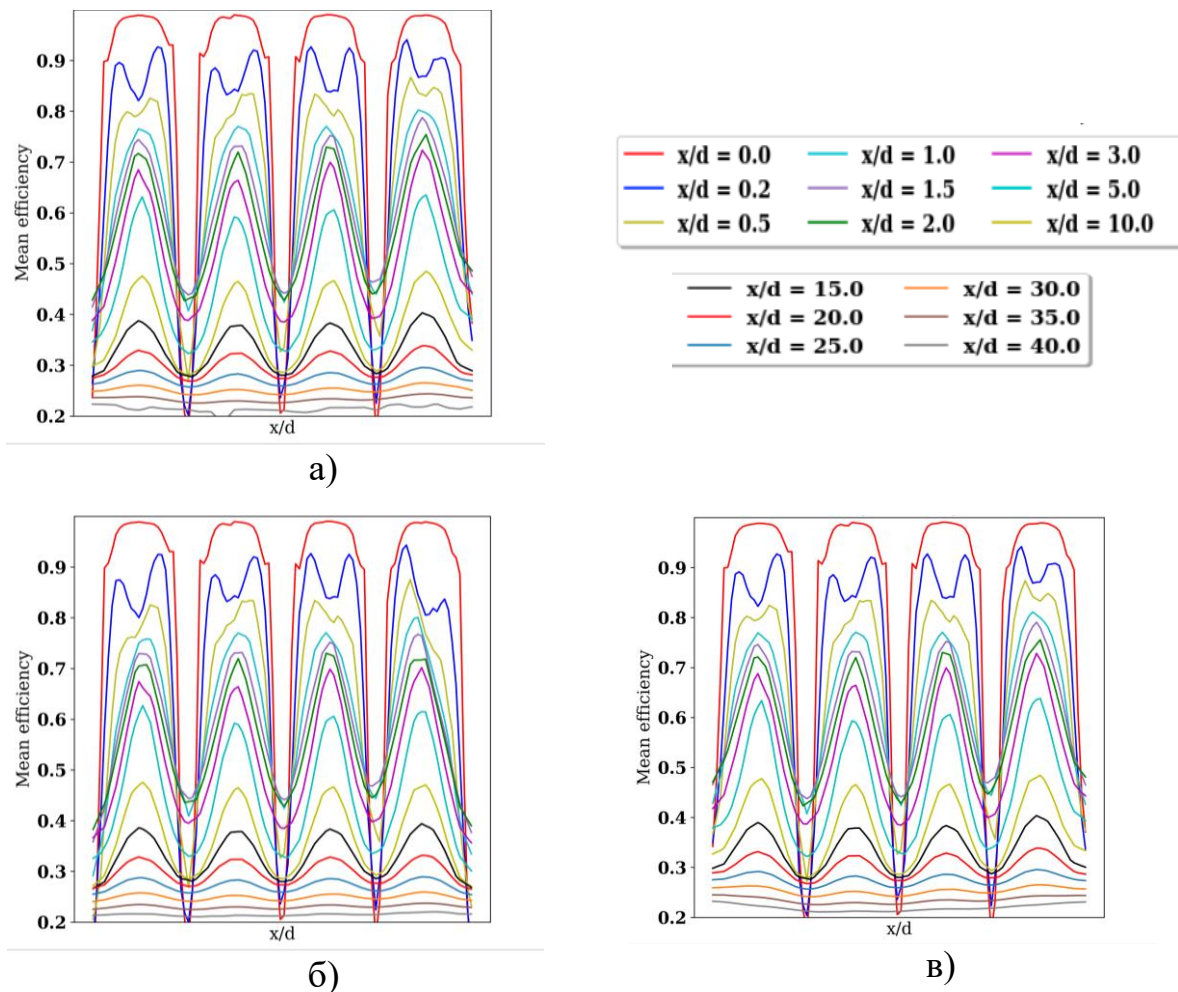 0.9
0.8
0.7
0.6
0.5
0.4
0.3
0.2
Mean efficiency
x/d
а)
x/d = 0.0 x/d = 1.0 x/d = 3.0
x/d = 0.2 x/d = 1.5 x/d = 5.0
x/d = 0.5 x/d = 2.0 x/d = 10.0
x/d = 15.0 x/d = 30.0
x/d = 20.0 x/d = 35.0
x/d = 25.0 x/d = 40.0
0.9
0.8
0.7
0.6
0.5
0.4
0.3
0.2
Mean efficiency
x/d
б)
0.9
0.8
0.7
0.6
0.5
0.4
0.3
0.2
Mean efficiency
x/d
в)